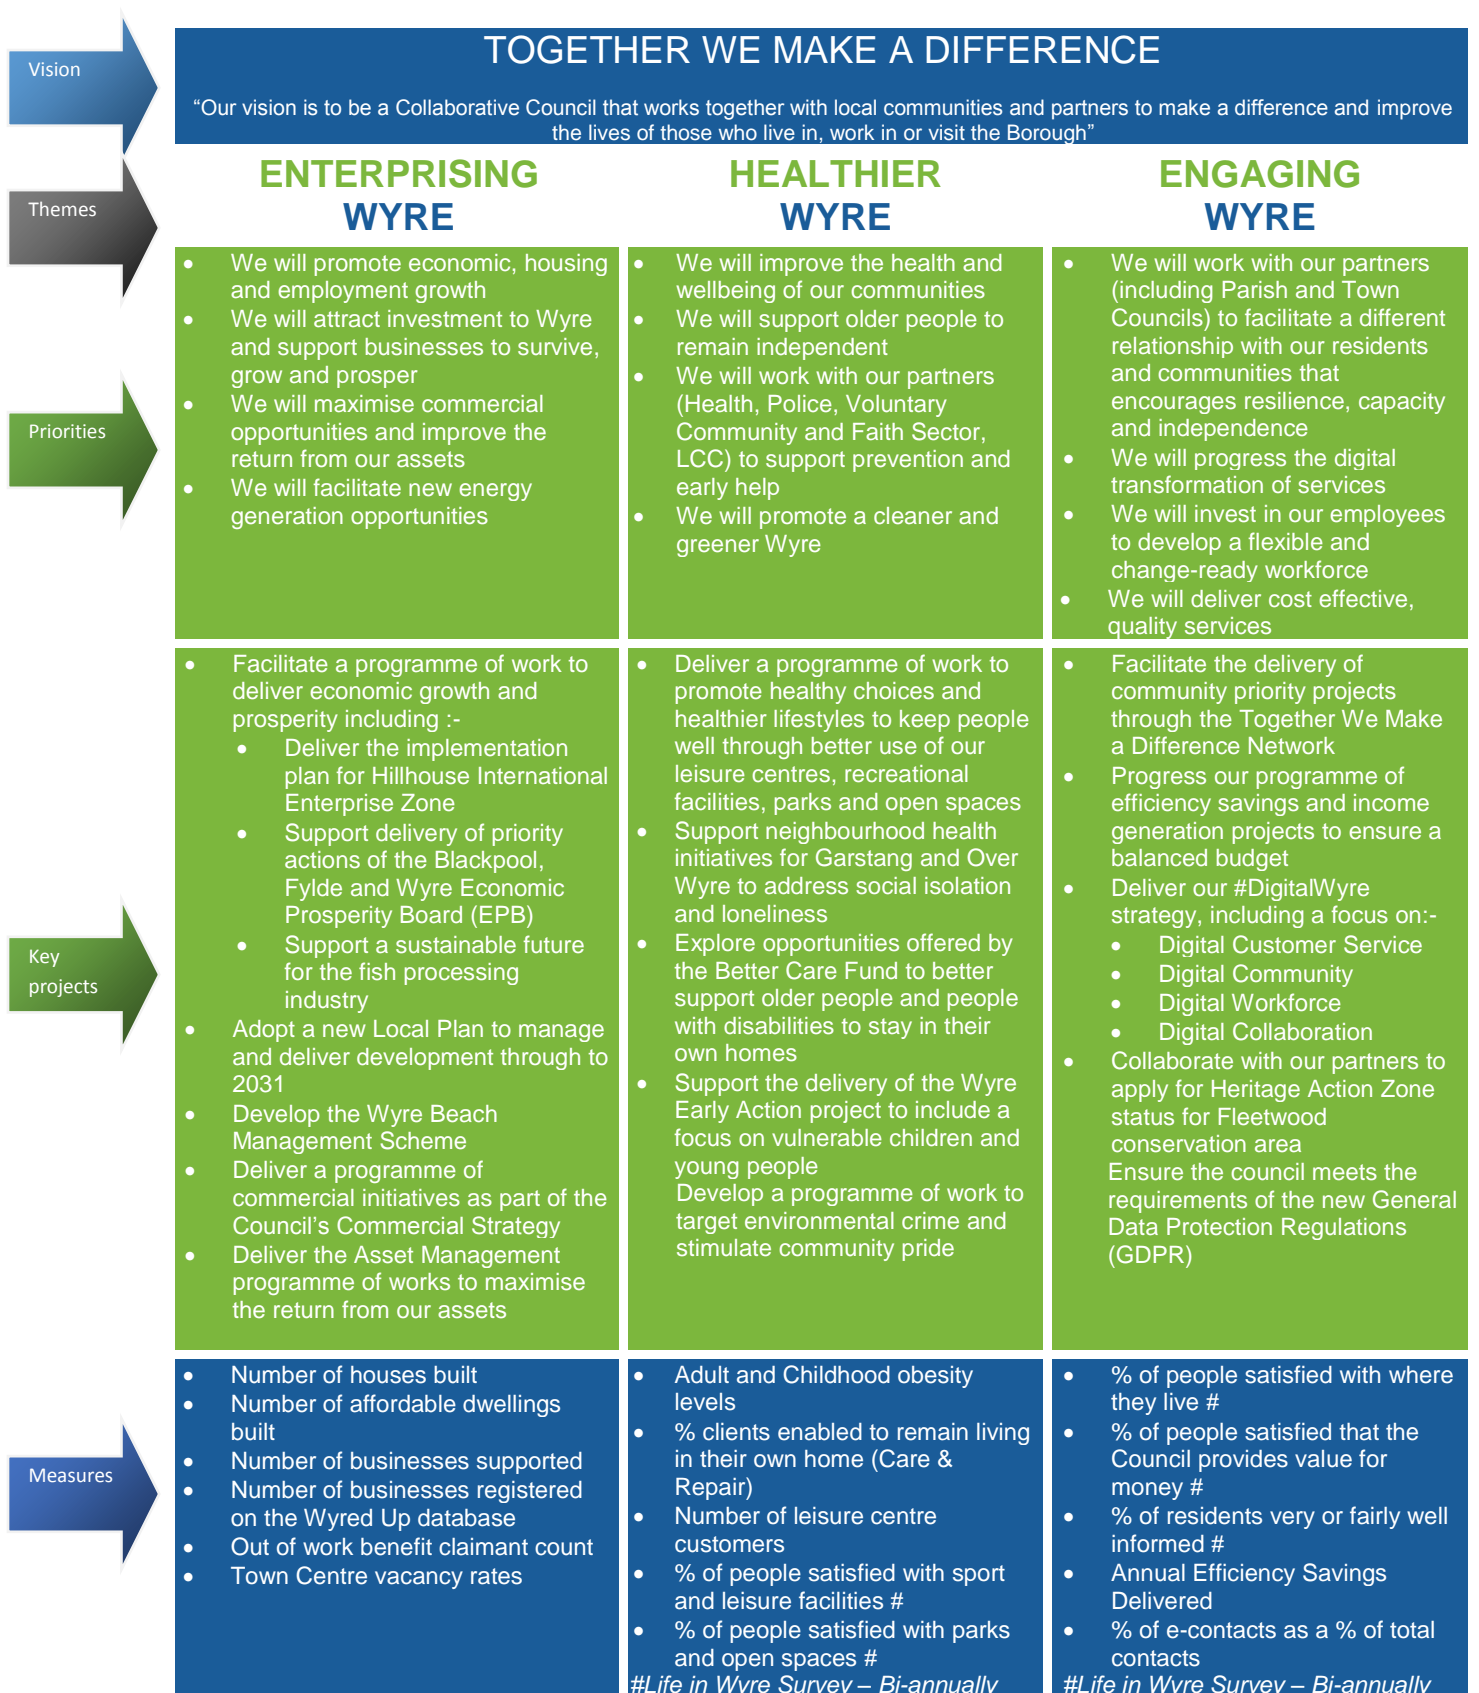 Vision
TOGETHER WE MAKE A DIFFERENCE
“Our vision is to be a Collaborative Council that works together with local communities and partners to make a difference and improve
the lives of those who live in, work in or visit the Borough”
Themes
ENTERPRISING
WYRE
HEALTHIER
WYRE
ENGAGING
WYRE
Priorities
• We will promote economic, housing
and employment growth
• We will attract investment to Wyre
and support businesses to survive,
grow and prosper
• We will maximise commercial
opportunities and improve the
return from our assets
• We will facilitate new energy
generation opportunities
• We will improve the health and
wellbeing of our communities
• We will support older people to
remain independent
• We will work with our partners
(Health, Police, Voluntary
Community and Faith Sector,
LCC) to support prevention and
early help
• We will promote a cleaner and
greener Wyre
• We will work with our partners
(including Parish and Town
Councils) to facilitate a different
relationship with our residents
and communities that
encourages resilience, capacity
and independence
• We will progress the digital
transformation of services
• We will invest in our employees
to develop a flexible and
change-ready workforce
• We will deliver cost effective,
quality services
Key
projects
• Facilitate a programme of work to
deliver economic growth and
prosperity including :-
• Deliver the implementation
plan for Hillhouse International
Enterprise Zone
• Support delivery of priority
actions of the Blackpool,
Fylde and Wyre Economic
Prosperity Board (EPB)
• Support a sustainable future
for the fish processing
industry
• Adopt a new Local Plan to manage
and deliver development through to
2031
• Develop the Wyre Beach
Management Scheme
• Deliver a programme of
commercial initiatives as part of the
Council’s Commercial Strategy
• Deliver the Asset Management
programme of works to maximise
the return from our assets
• Deliver a programme of work to
promote healthy choices and
healthier lifestyles to keep people
well through better use of our
leisure centres, recreational
facilities, parks and open spaces
• Support neighbourhood health
initiatives for Garstang and Over
Wyre to address social isolation
and loneliness
• Explore opportunities offered by
the Better Care Fund to better
support older people and people
with disabilities to stay in their
own homes
• Support the delivery of the Wyre
Early Action project to include a
focus on vulnerable children and
young people
Develop a programme of work to
target environmental crime and
stimulate community pride
• Facilitate the delivery of
community priority projects
through the Together We Make
a Difference Network
• Progress our programme of
efficiency savings and income
generation projects to ensure a
balanced budget
• Deliver our #DigitalWyre
strategy, including a focus on:-
• Digital Customer Service
• Digital Community
• Digital Workforce
• Digital Collaboration
• Collaborate with our partners to
apply for Heritage Action Zone
status for Fleetwood
conservation area
Ensure the council meets the
requirements of the new General
Data Protection Regulations
(GDPR)
Measures
• Number of houses built
• Number of affordable dwellings
built
• Number of businesses supported
• Number of businesses registered
on the Wyred Up database
• Out of work benefit claimant count
• Town Centre vacancy rates
• Adult and Childhood obesity
levels
• % clients enabled to remain living
in their own home (Care &
Repair)
• Number of leisure centre
customers
• % of people satisfied with sport
and leisure facilities #
• % of people satisfied with parks
and open spaces #
#Life in Wyre Survey – Bi-annually
• % of people satisfied with where
they live #
• % of people satisfied that the
Council provides value for
money #
• % of residents very or fairly well
informed #
• Annual Efficiency Savings
Delivered
• % of e-contacts as a % of total
contacts
#Life in Wyre Survey – Bi-annually